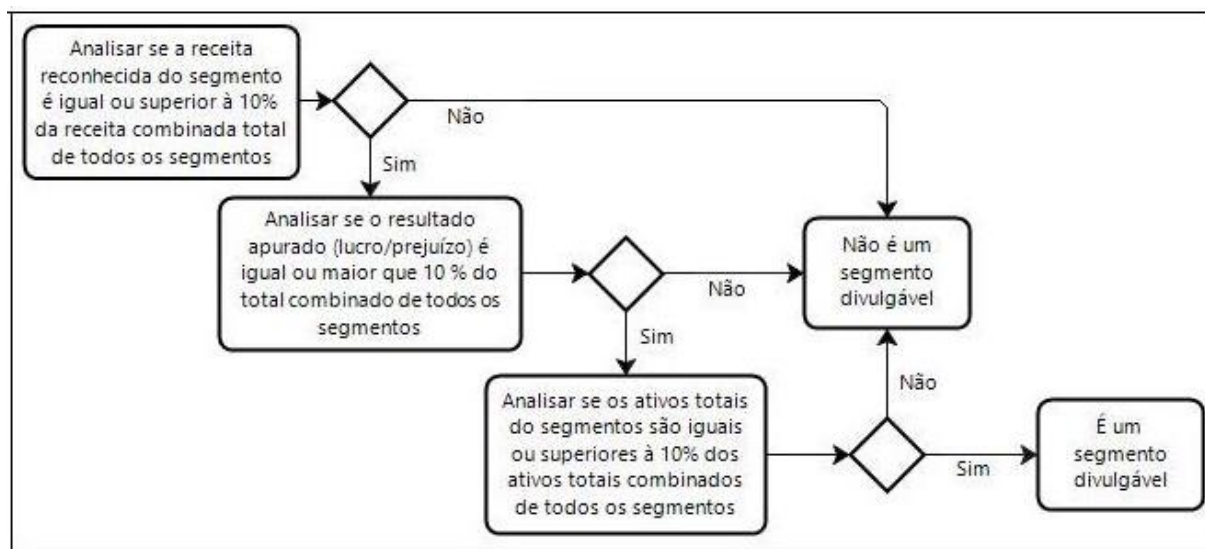 Analisar se a receita
reconhecida do segmento
é igual ou superior à 10%
da receita combinada total
de todos os segmentos
Não
Sim
Analisar se o resultado
apurado (lucro/prejuízo) é
igual ou maior que 10 % do
total combinado de todos os
segmentos
Não
Sim
Não é um
segmento
divulgável
Analisar se os ativos totais
do segmentos são iguais
ou superiores à 10% dos
ativos totais combinados
de todos os segmentos
Não
Sim
É um
segmento
divulgável